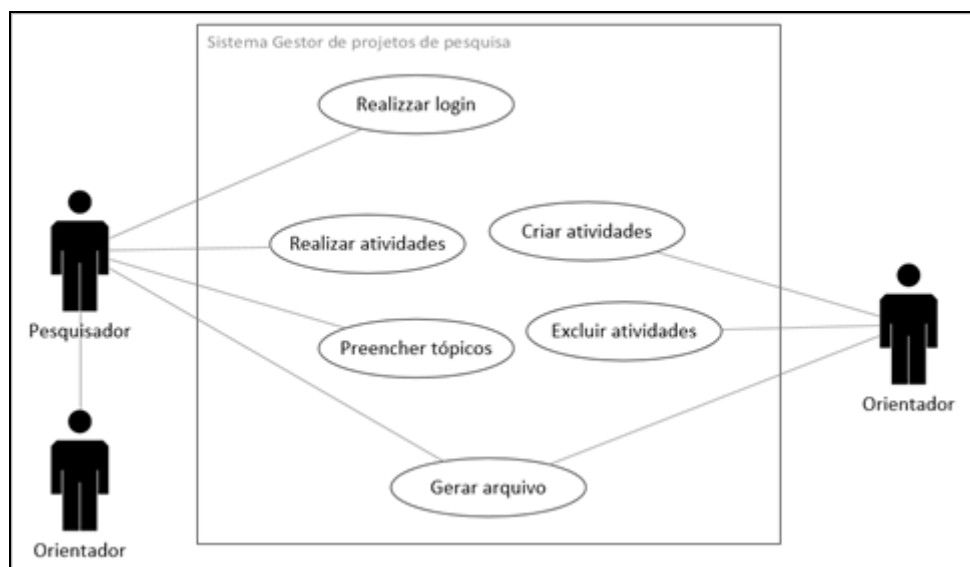 Sistema Gestor de projetos de pesquisa
Realizzar login
Realizar atividades
Criar atividades
Pesquisador
Preencher tópicos
Excluir atividades
Orientador
Gerar arquivo
Orientador